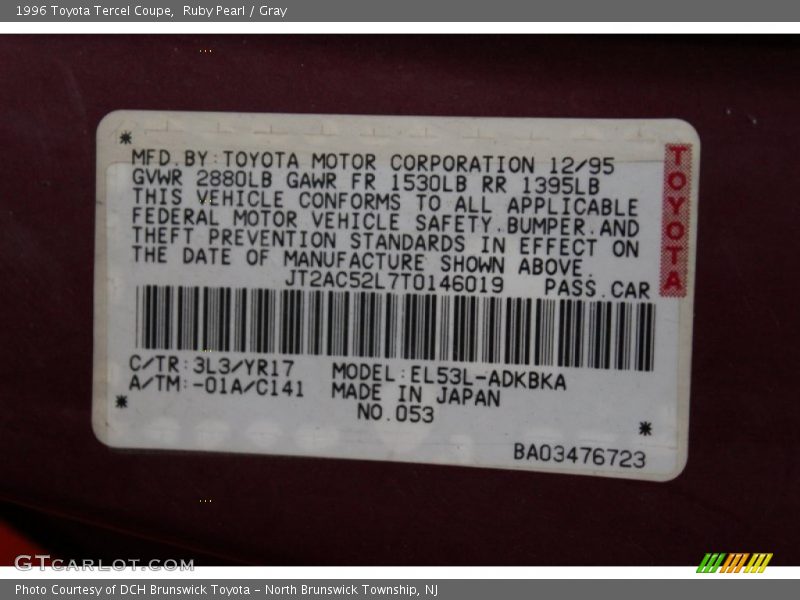 1996 Toyota Tercel Coupe,  Ruby Pearl / Gray
* MFD.BY:TOYOTA MOTOR CORPORATION 12/95
GVWR 2880LB GAWR FR 1530LB RR 1395LB
THIS VEHICLE CONFORMS TO ALL APPLICABLE
FEDERAL MOTOR VEHICLE SAFETY,BUMPER,AND
THEFT PREVENTION STANDARDS IN EFFECT ON
THE DATE OF MANUFACTURE SHOWN ABOVE.
JT2AC52L7T0146019 PASS.CAR
TOYOTA
C/TR:3L3/YR17 MODEL:EL53L-ADKBKA
A/TM:-01A/C141 MADE IN JAPAN
* NO.053 *
BA03476723
GTCARLOT.COM
Photo Courtesy of DCH Brunswick Toyota - North Brunswick Township, NJ